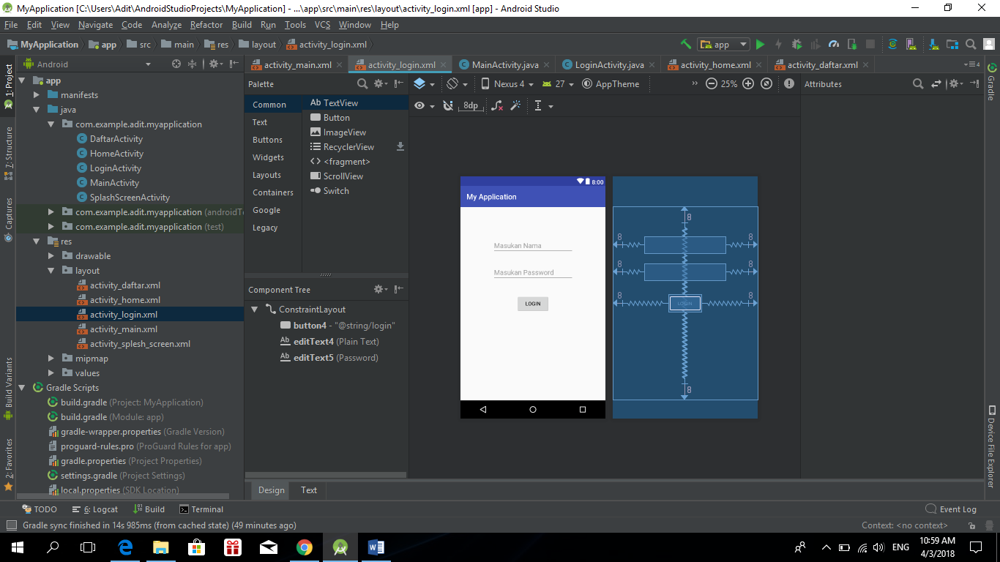 MyApplication [C:\Users\Adit\AndroidStudioProjects\MyApplication] - ...\app\src\main\res\layout\activity_login.xml [app] - Android Studio
File Edit View Navigate Code Analyze Refactor Build Run Tools VCS Window Help
MyApplication app src main res layout activity_login.xml
app
Android
activity_main.xml activity_login.xml MainActivity.java LoginActivity.java activity_home.xml activity_daftar.xml
4
1: Project
7: Structure
Captures
Build Variants
2: Favorites
app
manifests
java
com.example.adit.myapplication
DaftarActivity
HomeActivity
LoginActivity
MainActivity
SplashScreenActivity
com.example.adit.myapplication (androidTe
com.example.adit.myapplication (test)
res
drawable
layout
activity_daftar.xml
activity_home.xml
activity_login.xml
activity_main.xml
activity_splesh_screen.xml
mipmap
values
Gradle Scripts
build.gradle (Project: MyApplication)
build.gradle (Module: app)
gradle-wrapper.properties (Gradle Version)
proguard-rules.pro (ProGuard Rules for app)
gradle.properties (Project Properties)
settings.gradle (Project Settings)
local.properties (SDK Location)
Palette
Common
Text
Buttons
Widgets
Layouts
Containers
Google
Legacy
Ab TextView
Button
ImageView
RecyclerView
<> <fragment>
ScrollView
Switch
Component Tree
ConstraintLayout
button4 - "@string/login"
Ab editText4 (Plain Text)
Ab editText5 (Password)
Nexus 4 27 AppTheme 25%
8dp
8:00
My Application
Masukan Nama
Masukan Password
LOGIN
8
8 8
8 8
8 8
LOGIN
8
Attributes
Gradle
Device File Explorer
Design Text
TODO 6: Logcat Build Terminal Event Log
Gradle sync finished in 14s 985ms (from cached state) (49 minutes ago) Context: <no context>
ENG
10:59 AM
4/3/2018